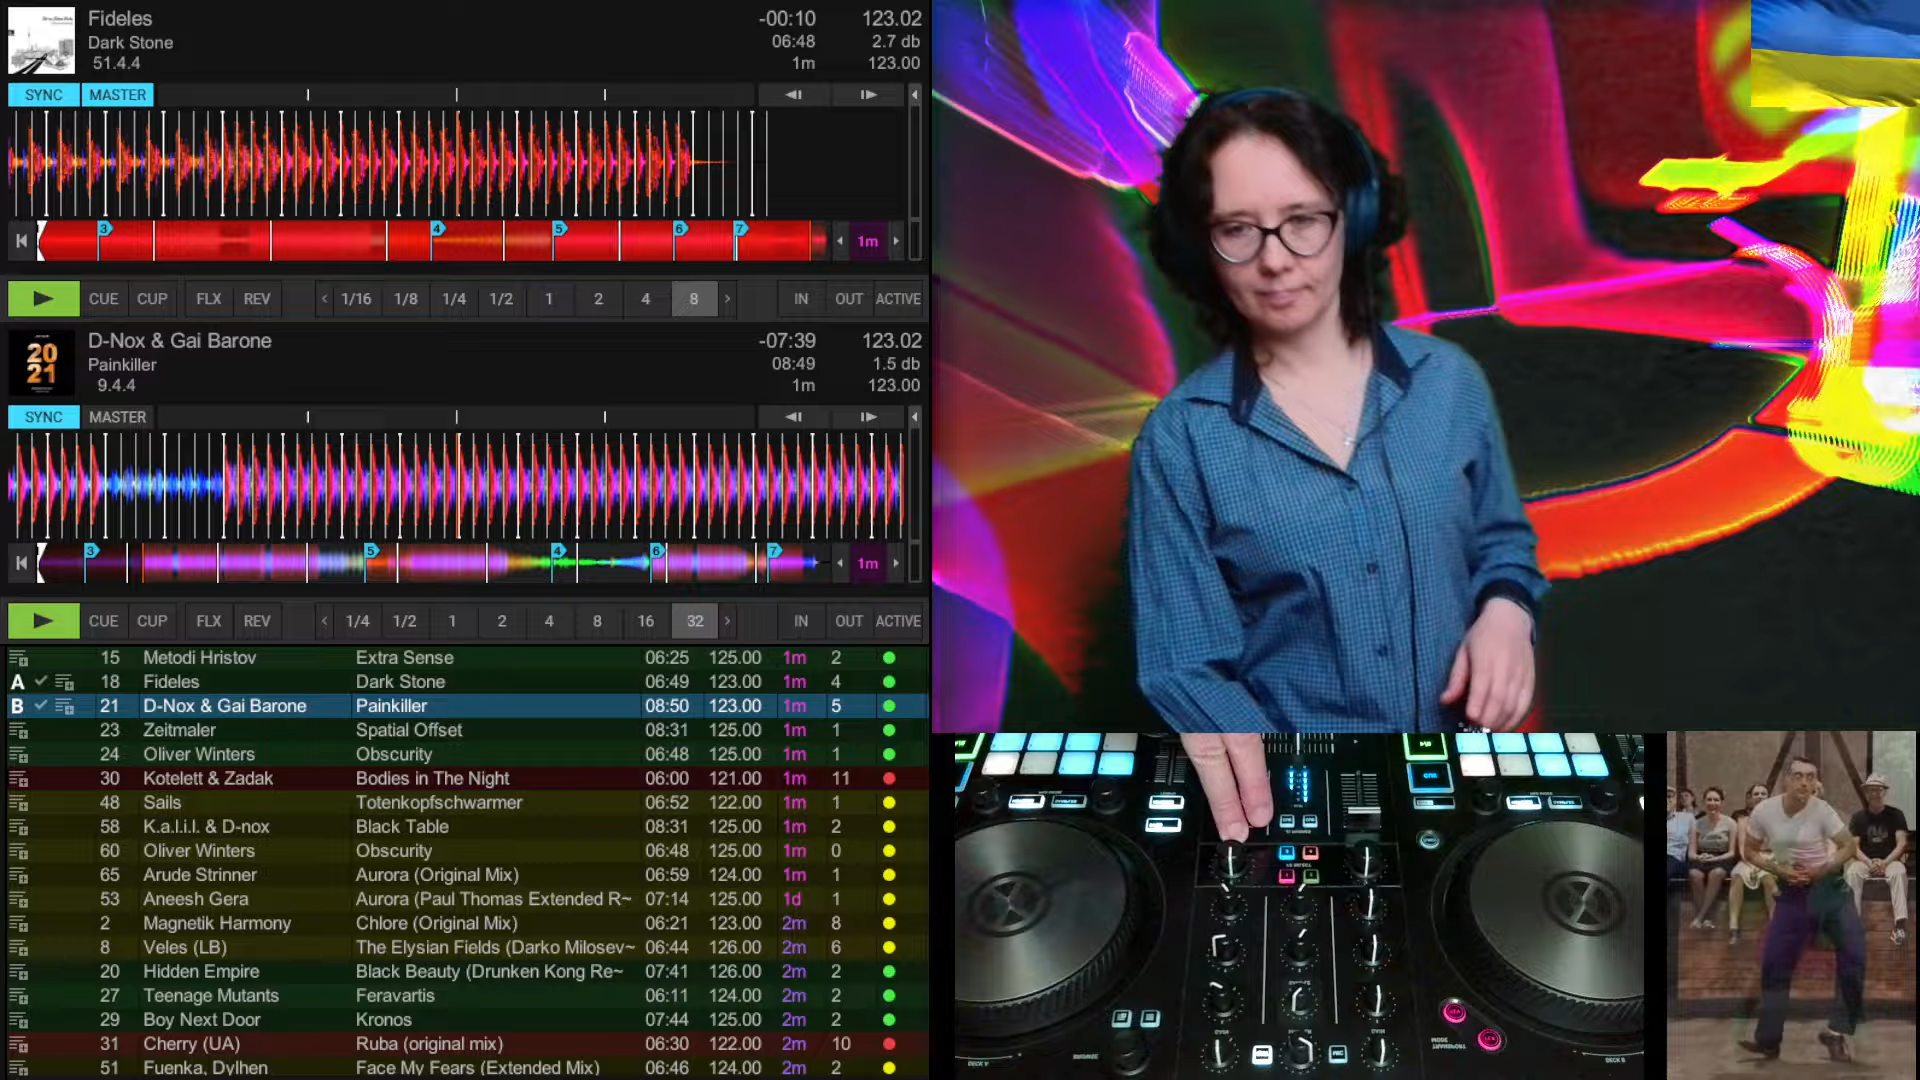 Fideles -00:10 123.02
Dark Stone 06:48 2.7 db
51.4.4 1m 123.00
SYNC MASTER
3 4 5 6 7 1m
CUE CUP FLX REV 1/16 1/8 1/4 1/2 1 2 4 8 IN OUT ACTIVE
20
21
D-Nox & Gai Barone -07:39 123.02
Painkiller 08:49 1.5 db
9.4.4 1m 123.00
SYNC MASTER
3 5 4 6 7 1m
CUE CUP FLX REV 1/4 1/2 1 2 4 8 16 32 IN OUT ACTIVE
15 Metodi Hristov Extra Sense 06:25 125.00 1m 2
A 18 Fideles Dark Stone 06:49 123.00 1m 4
B 21 D-Nox & Gai Barone Painkiller 08:50 123.00 1m 5
23 Zeitmaler Spatial Offset 08:31 125.00 1m 1
24 Oliver Winters Obscurity 06:48 125.00 1m 1
30 Kotelett & Zadak Bodies in The Night 06:00 121.00 1m 11
48 Sails Totenkopfschwarmer 06:52 122.00 1m 1
58 K.a.l.i.l. & D-nox Black Table 08:31 125.00 1m 2
60 Oliver Winters Obscurity 06:48 125.00 1m 0
65 Arude Strinner Aurora (Original Mix) 06:59 124.00 1m 1
53 Aneesh Gera Aurora (Paul Thomas Extended R~ 07:14 125.00 1d 1
2 Magnetik Harmony Chlore (Original Mix) 06:21 123.00 2m 8
8 Veles (LB) The Elysian Fields (Darko Milosev~ 06:44 126.00 2m 6
20 Hidden Empire Black Beauty (Drunken Kong Re~ 07:41 126.00 2m 2
27 Teenage Mutants Feravartis 06:11 124.00 2m 2
29 Boy Next Door Kronos 07:44 125.00 2m 2
31 Cherry (UA) Ruba (original mix) 06:30 122.00 2m 10
51 Fuenka, Dylhen Face My Fears (Extended Mix) 06:46 124.00 2m 2